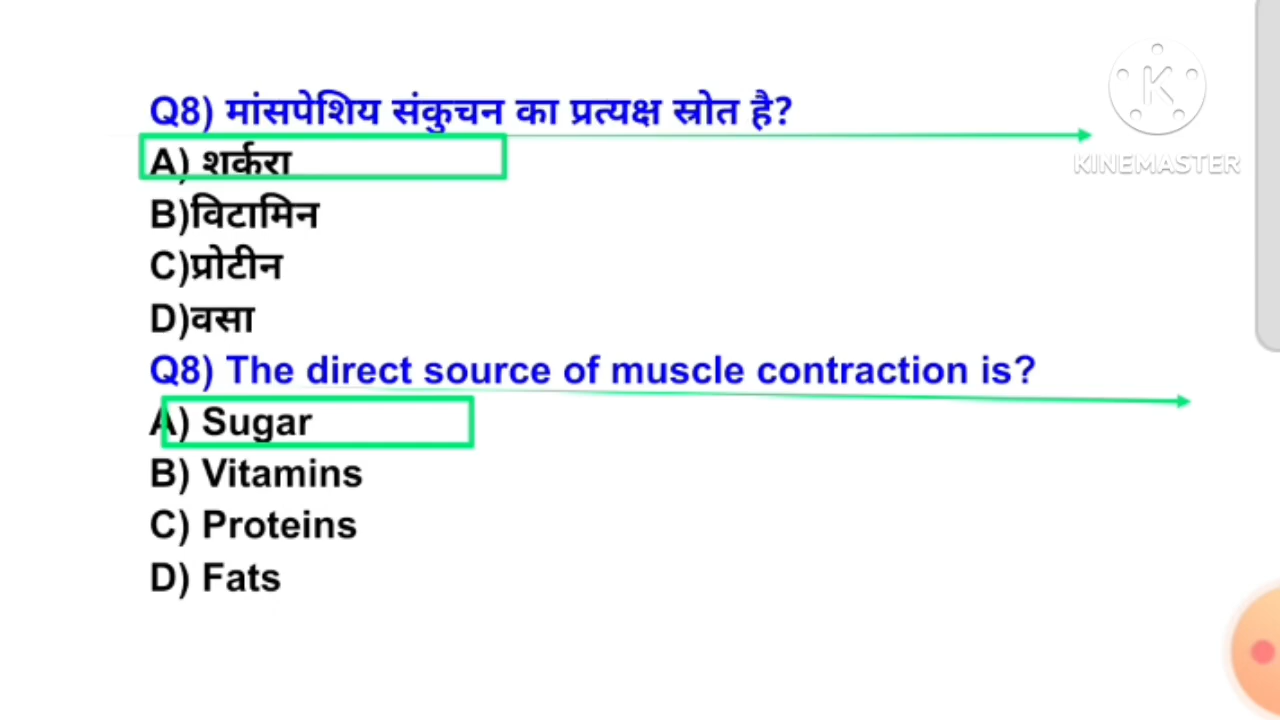 Q8) मांसपेशिय संकुचन का प्रत्यक्ष स्रोत है?
A) शर्करा
B)विटामिन
C)प्रोटीन
D)वसा
Q8) The direct source of muscle contraction is?
A) Sugar
B) Vitamins
C) Proteins
D) Fats
K
KINEMASTER